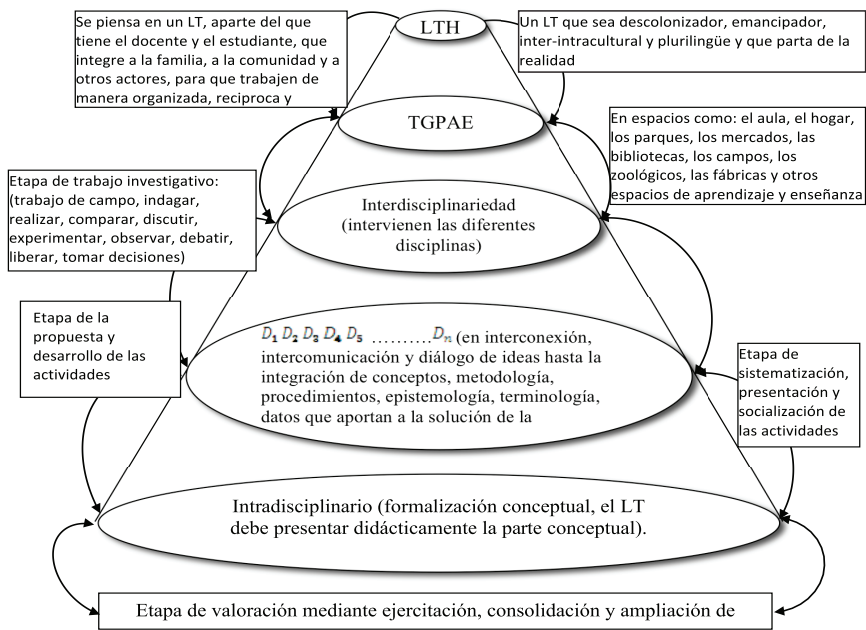 Se piensa en un LT, aparte del que
tiene el docente y el estudiante, que
integre a la familia, a la comunidad y a
otros actores, para que trabajen de
manera organizada, reciproca y
LTH
Un LT que sea descolonizador, emancipador,
inter-intracultural y plurilingüe y que parta de la
realidad
TGPAE
En espacios como: el aula, el hogar,
los parques, los mercados, las
bibliotecas, los campos, los
zoológicos, las fábricas y otros
espacios de aprendizaje y enseñanza
Etapa de trabajo investigativo:
(trabajo de campo, indagar,
realizar, comparar, discutir,
experimentar, observar, debatir,
liberar, tomar decisiones)
Interdisciplinariedad
(intervienen las diferentes
disciplinas)
Etapa de la
propuesta y
desarrollo de las
actividades
D₁ D₂ D₃ D₄ D₅ ..........Dₙ (en interconexión,
intercomunicación y diálogo de ideas hasta la
integración de conceptos, metodología,
procedimientos, epistemología, terminología,
datos que aportan a la solución de la
Etapa de
sistematización,
presentación y
socialización de
las actividades
Intradisciplinario (formalización conceptual, el LT
debe presentar didácticamente la parte conceptual).
Etapa de valoración mediante ejercitación, consolidación y ampliación de